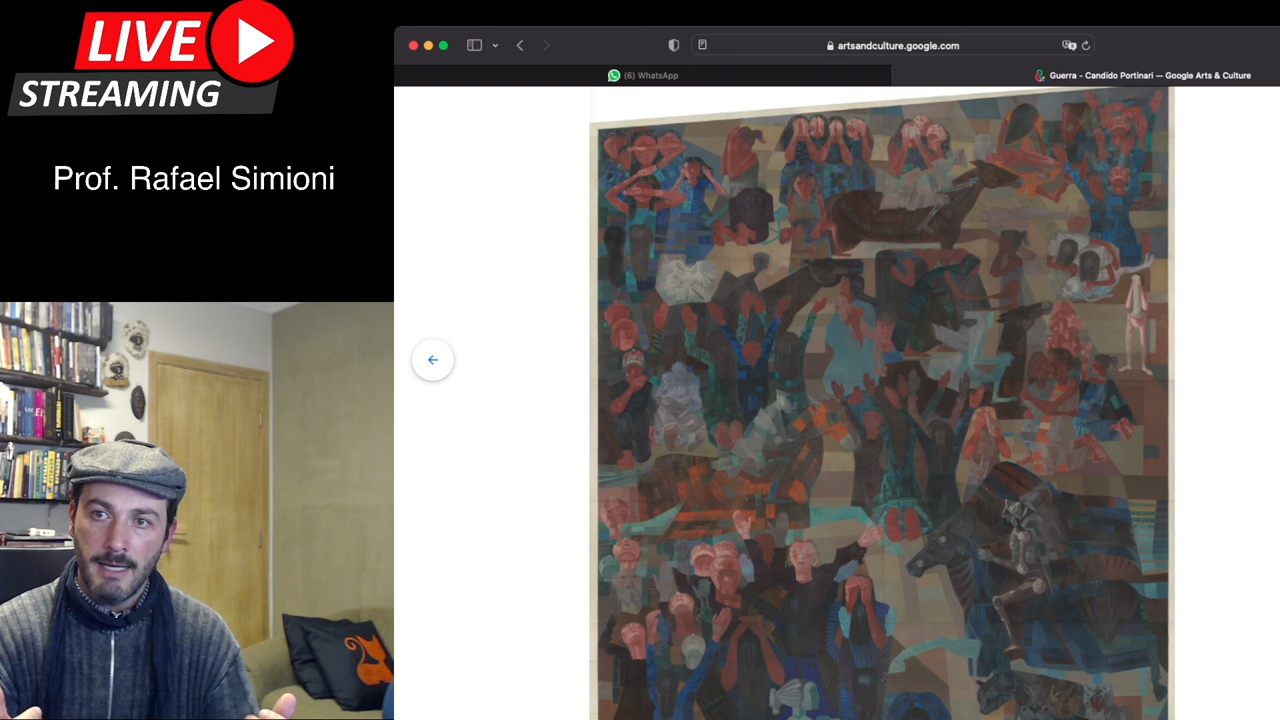 LIVE
STREAMING
Prof. Rafael Simioni
artsandculture.google.com
(6) WhatsApp
Guerra - Candido Portinari — Google Arts & Culture